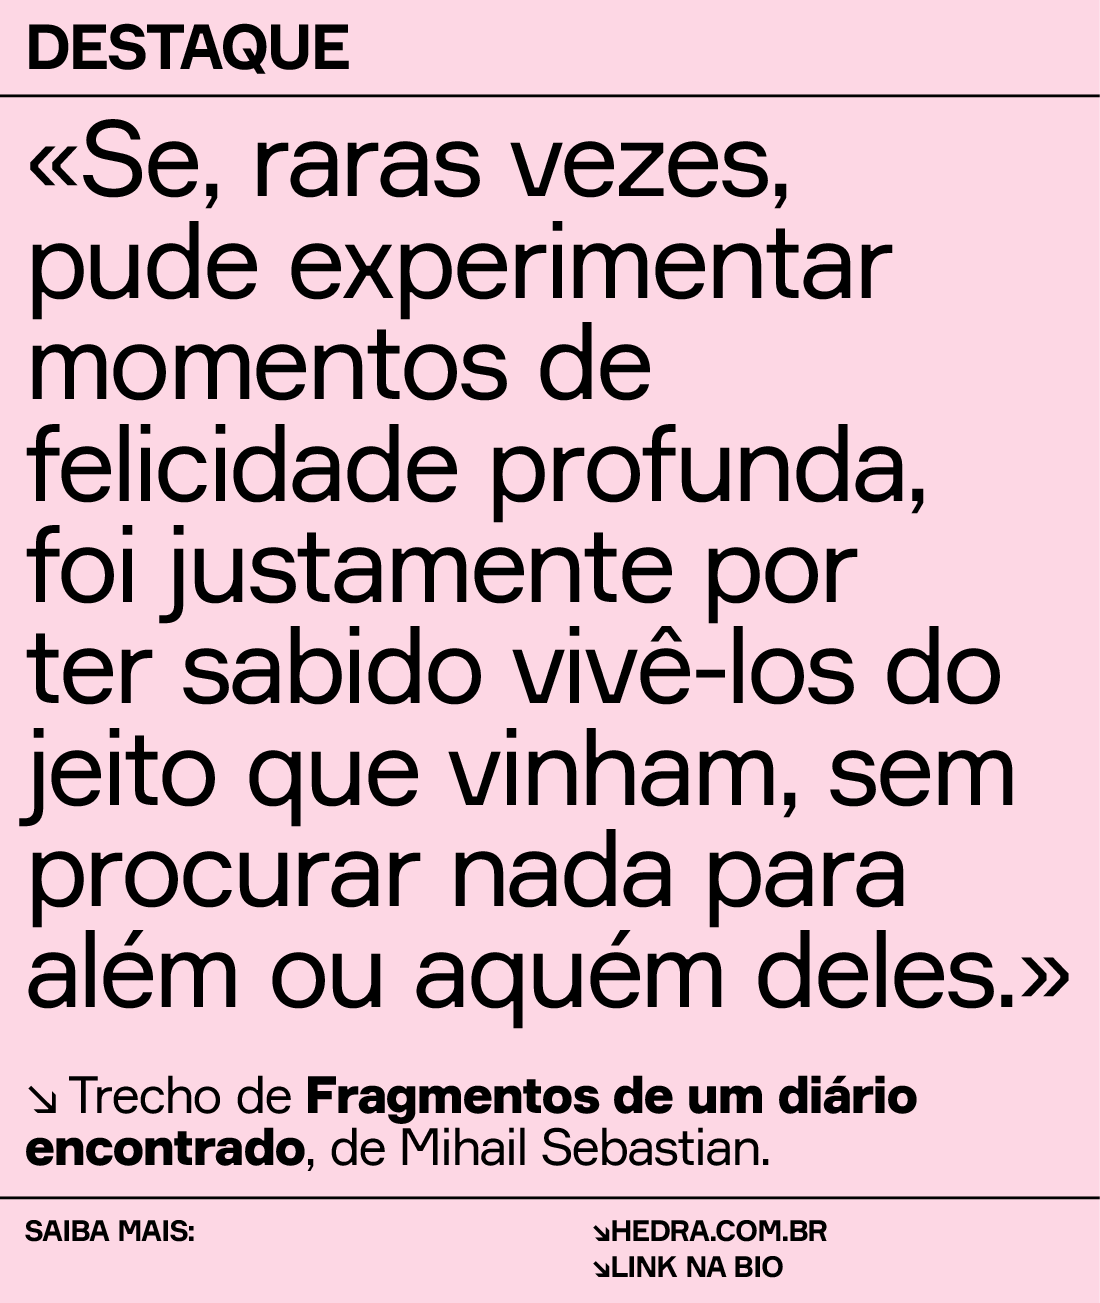 DESTAQUE
«Se, raras vezes,
pude experimentar
momentos de
felicidade profunda,
foi justamente por
ter sabido vivê-los do
jeito que vinham, sem
procurar nada para
além ou aquém deles.»
↘ Trecho de Fragmentos de um diário
encontrado, de Mihail Sebastian.
SAIBA MAIS:
↘HEDRA.COM.BR
↘LINK NA BIO